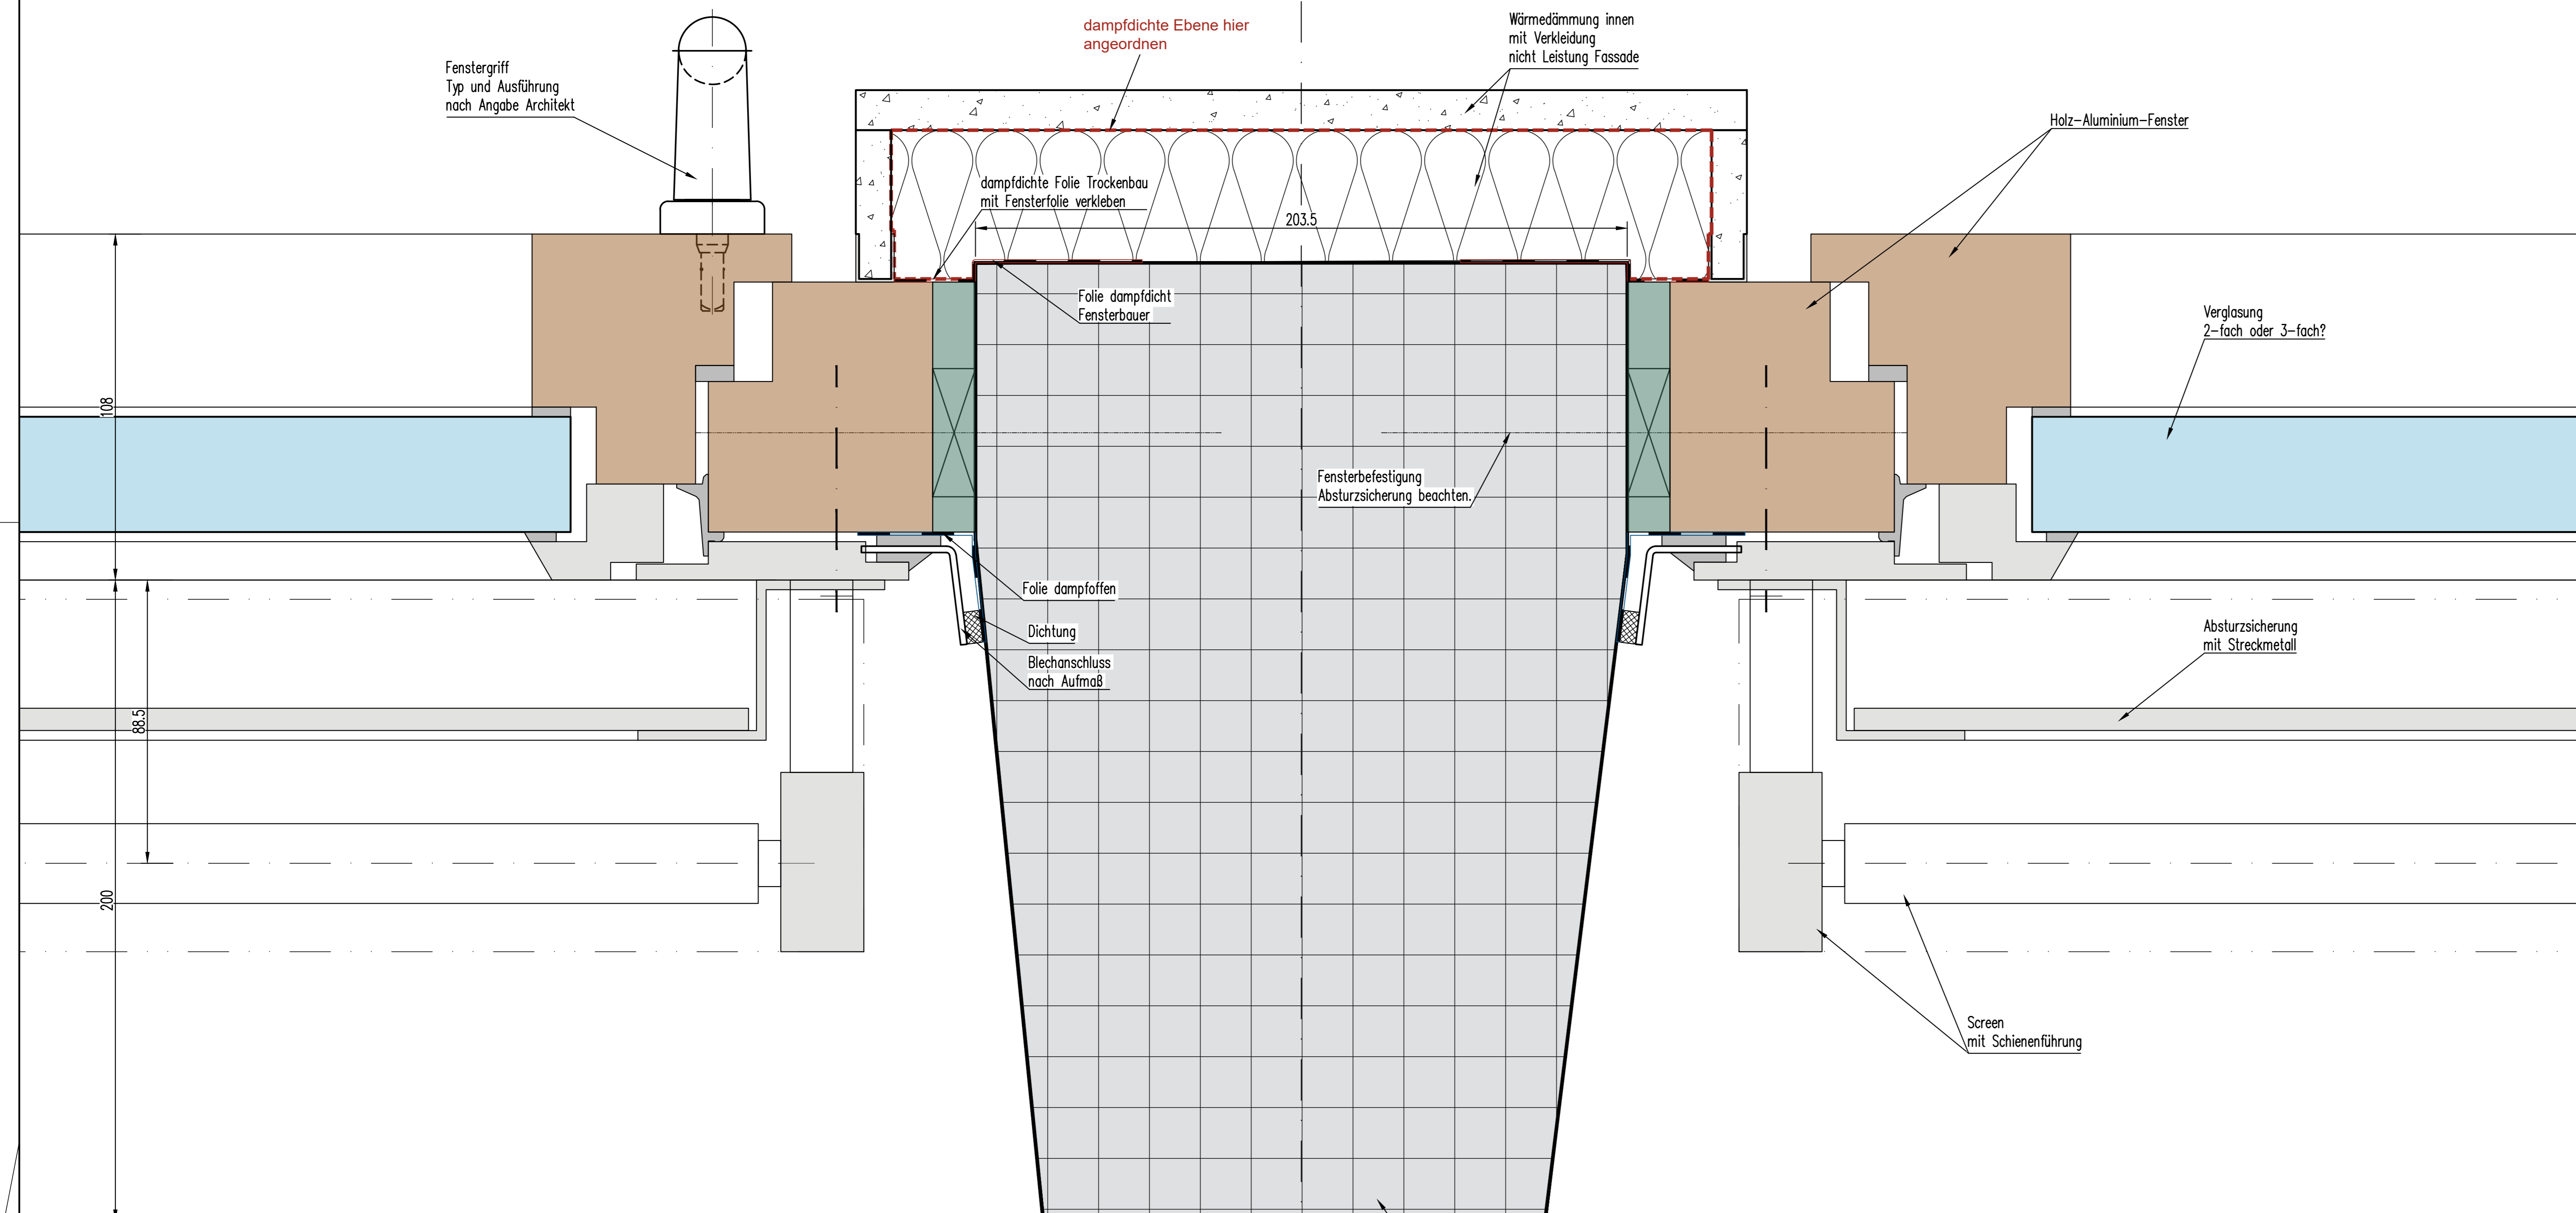 dampfdichte Ebene hier
angeordnen
Wärmedämmung innen
mit Verkleidung
nicht Leistung Fassade
Fenstergriff
Typ und Ausführung
nach Angabe Architekt
Holz-Aluminium-Fenster
dampfdichte Folie Trockenbau
mit Fensterfolie verkleben
203.5
Folie dampfdicht
Fensterbauer
Verglasung
2-fach oder 3-fach?
108
Fensterbefestigung
Absturzsicherung beachten.
Folie dampfoffen
Dichtung
Blechanschluss
nach Aufmaß
Absturzsicherung
mit Streckmetall
88.5
200
Screen
mit Schienenführung